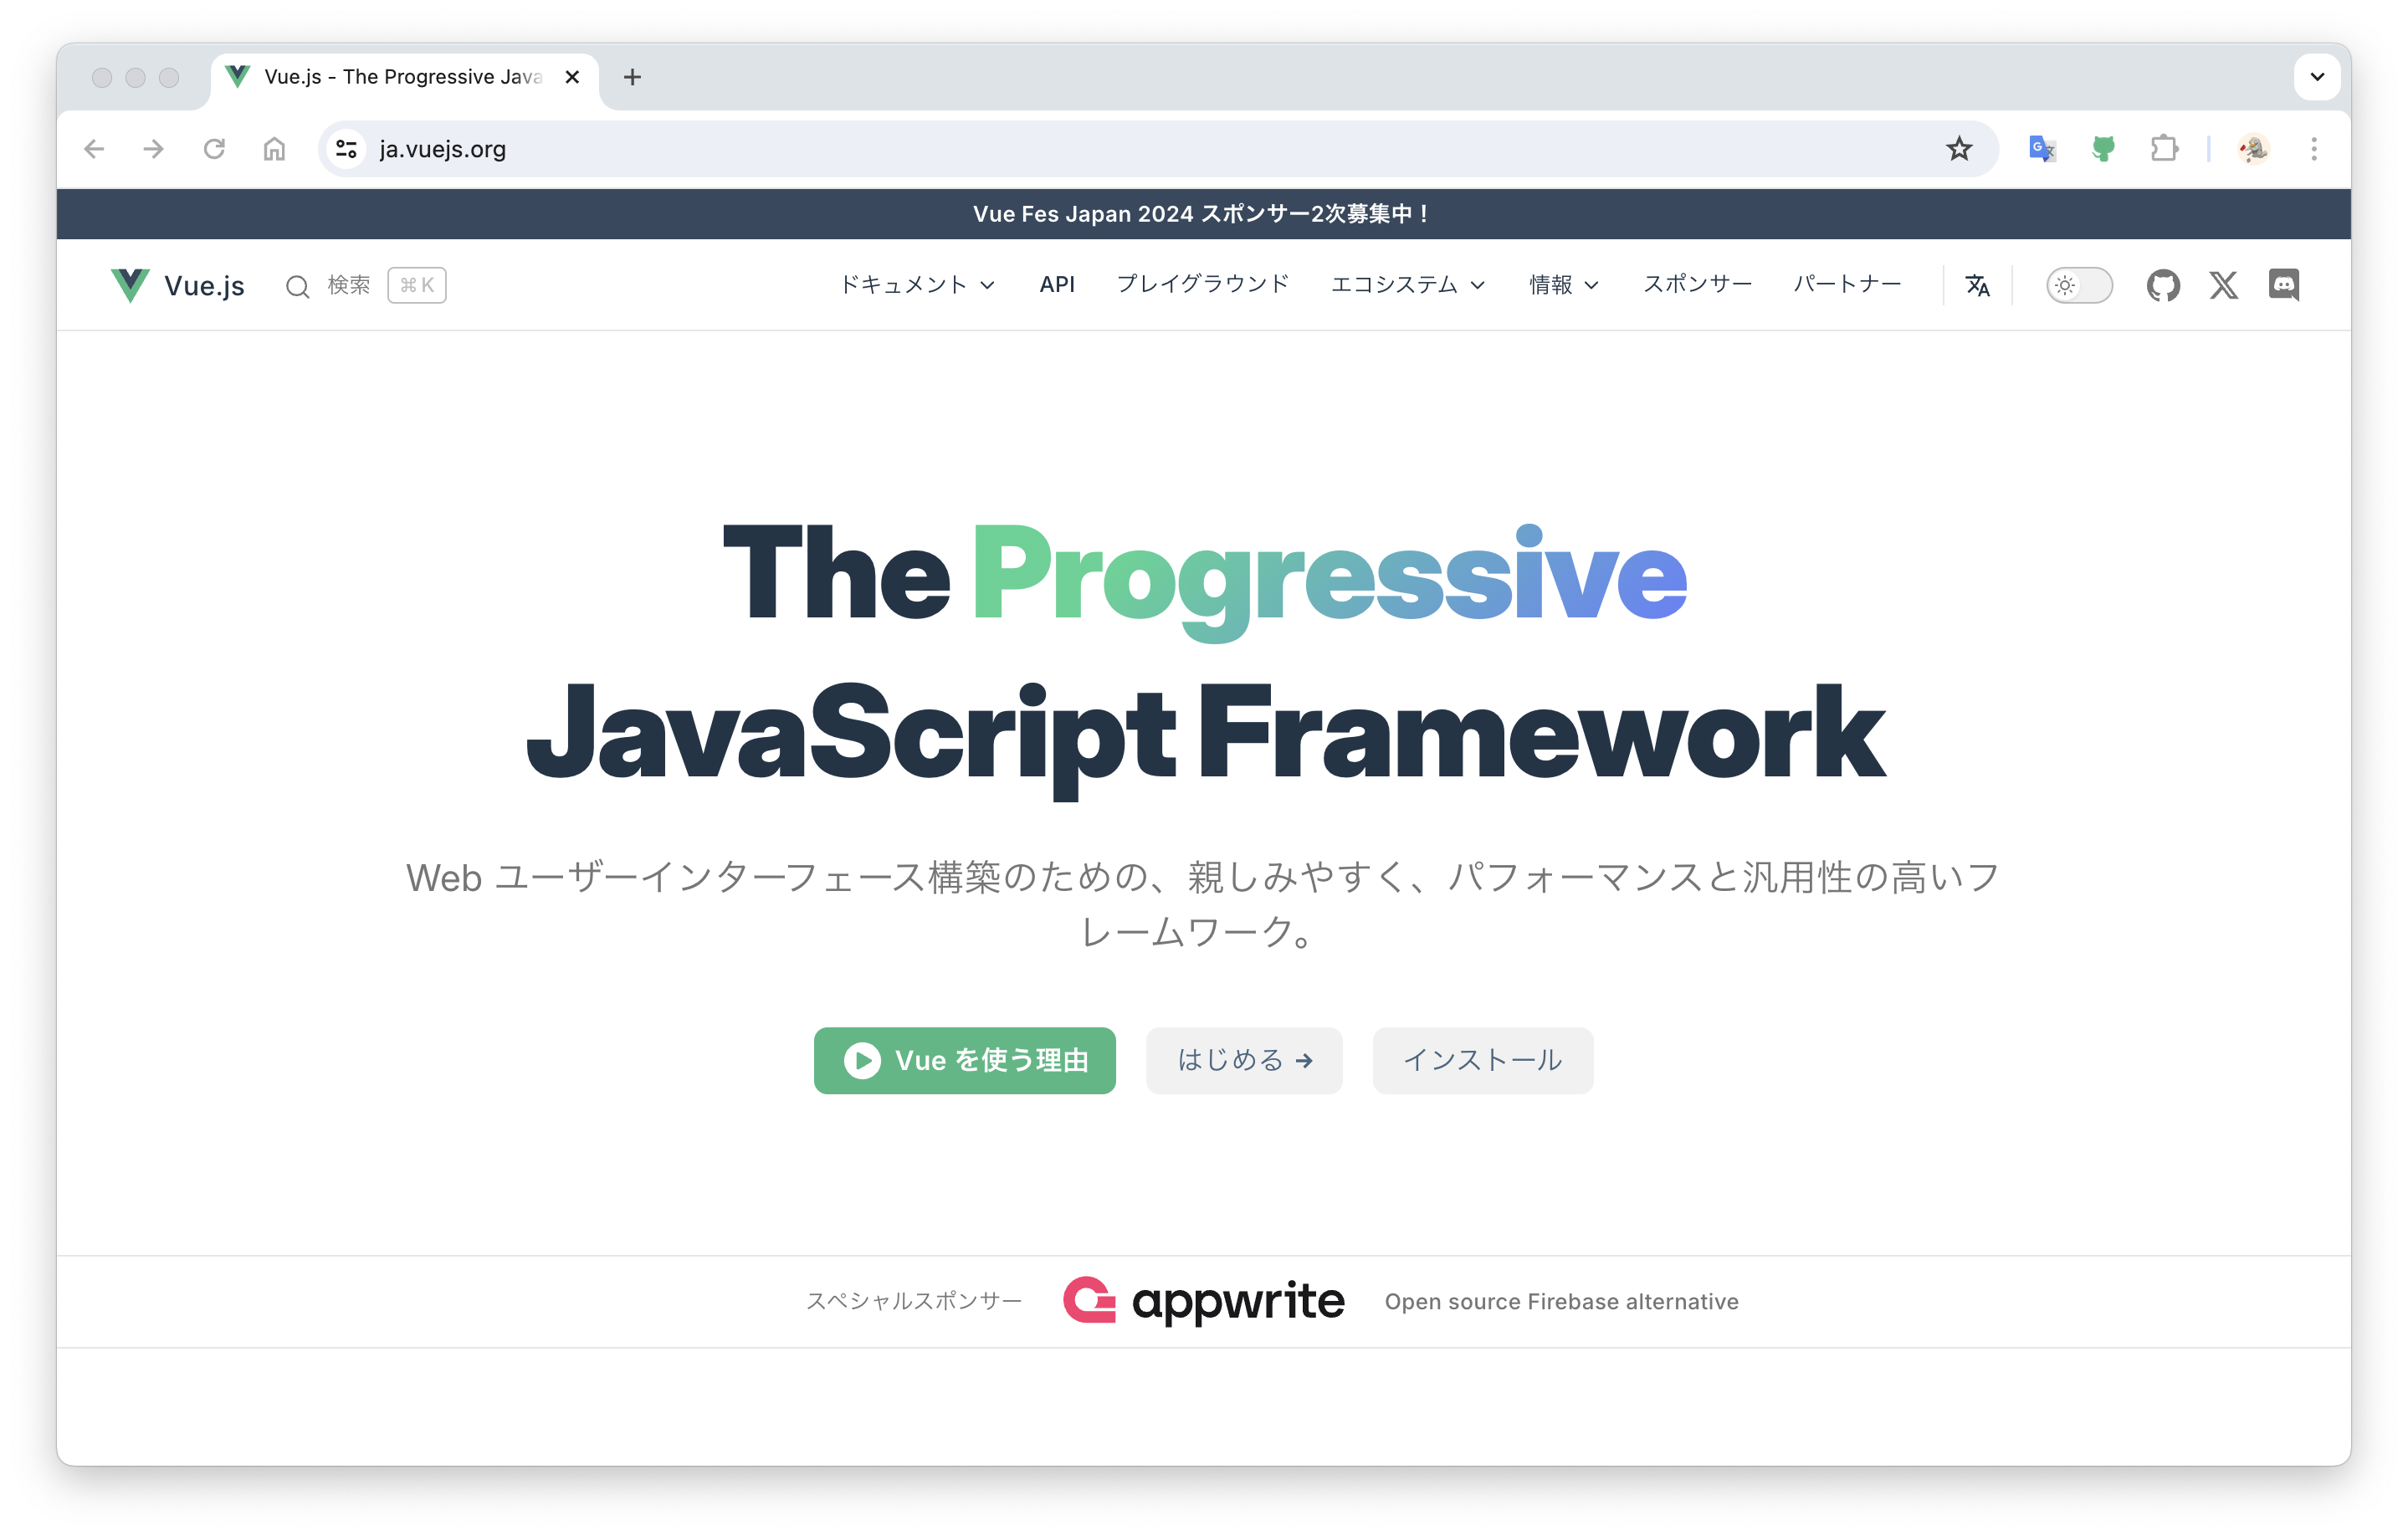 Vue.js - The Progressive Java
ja.vuejs.org
Vue Fes Japan 2024 スポンサー2次募集中！
Vue.js 検索 ⌘K ドキュメント API プレイグラウンド エコシステム 情報 スポンサー パートナー
The Progressive
JavaScript Framework
Web ユーザーインターフェース構築のための、親しみやすく、パフォーマンスと汎用性の高いフ
レームワーク。
Vue を使う理由 はじめる → インストール
スペシャルスポンサー appwrite Open source Firebase alternative